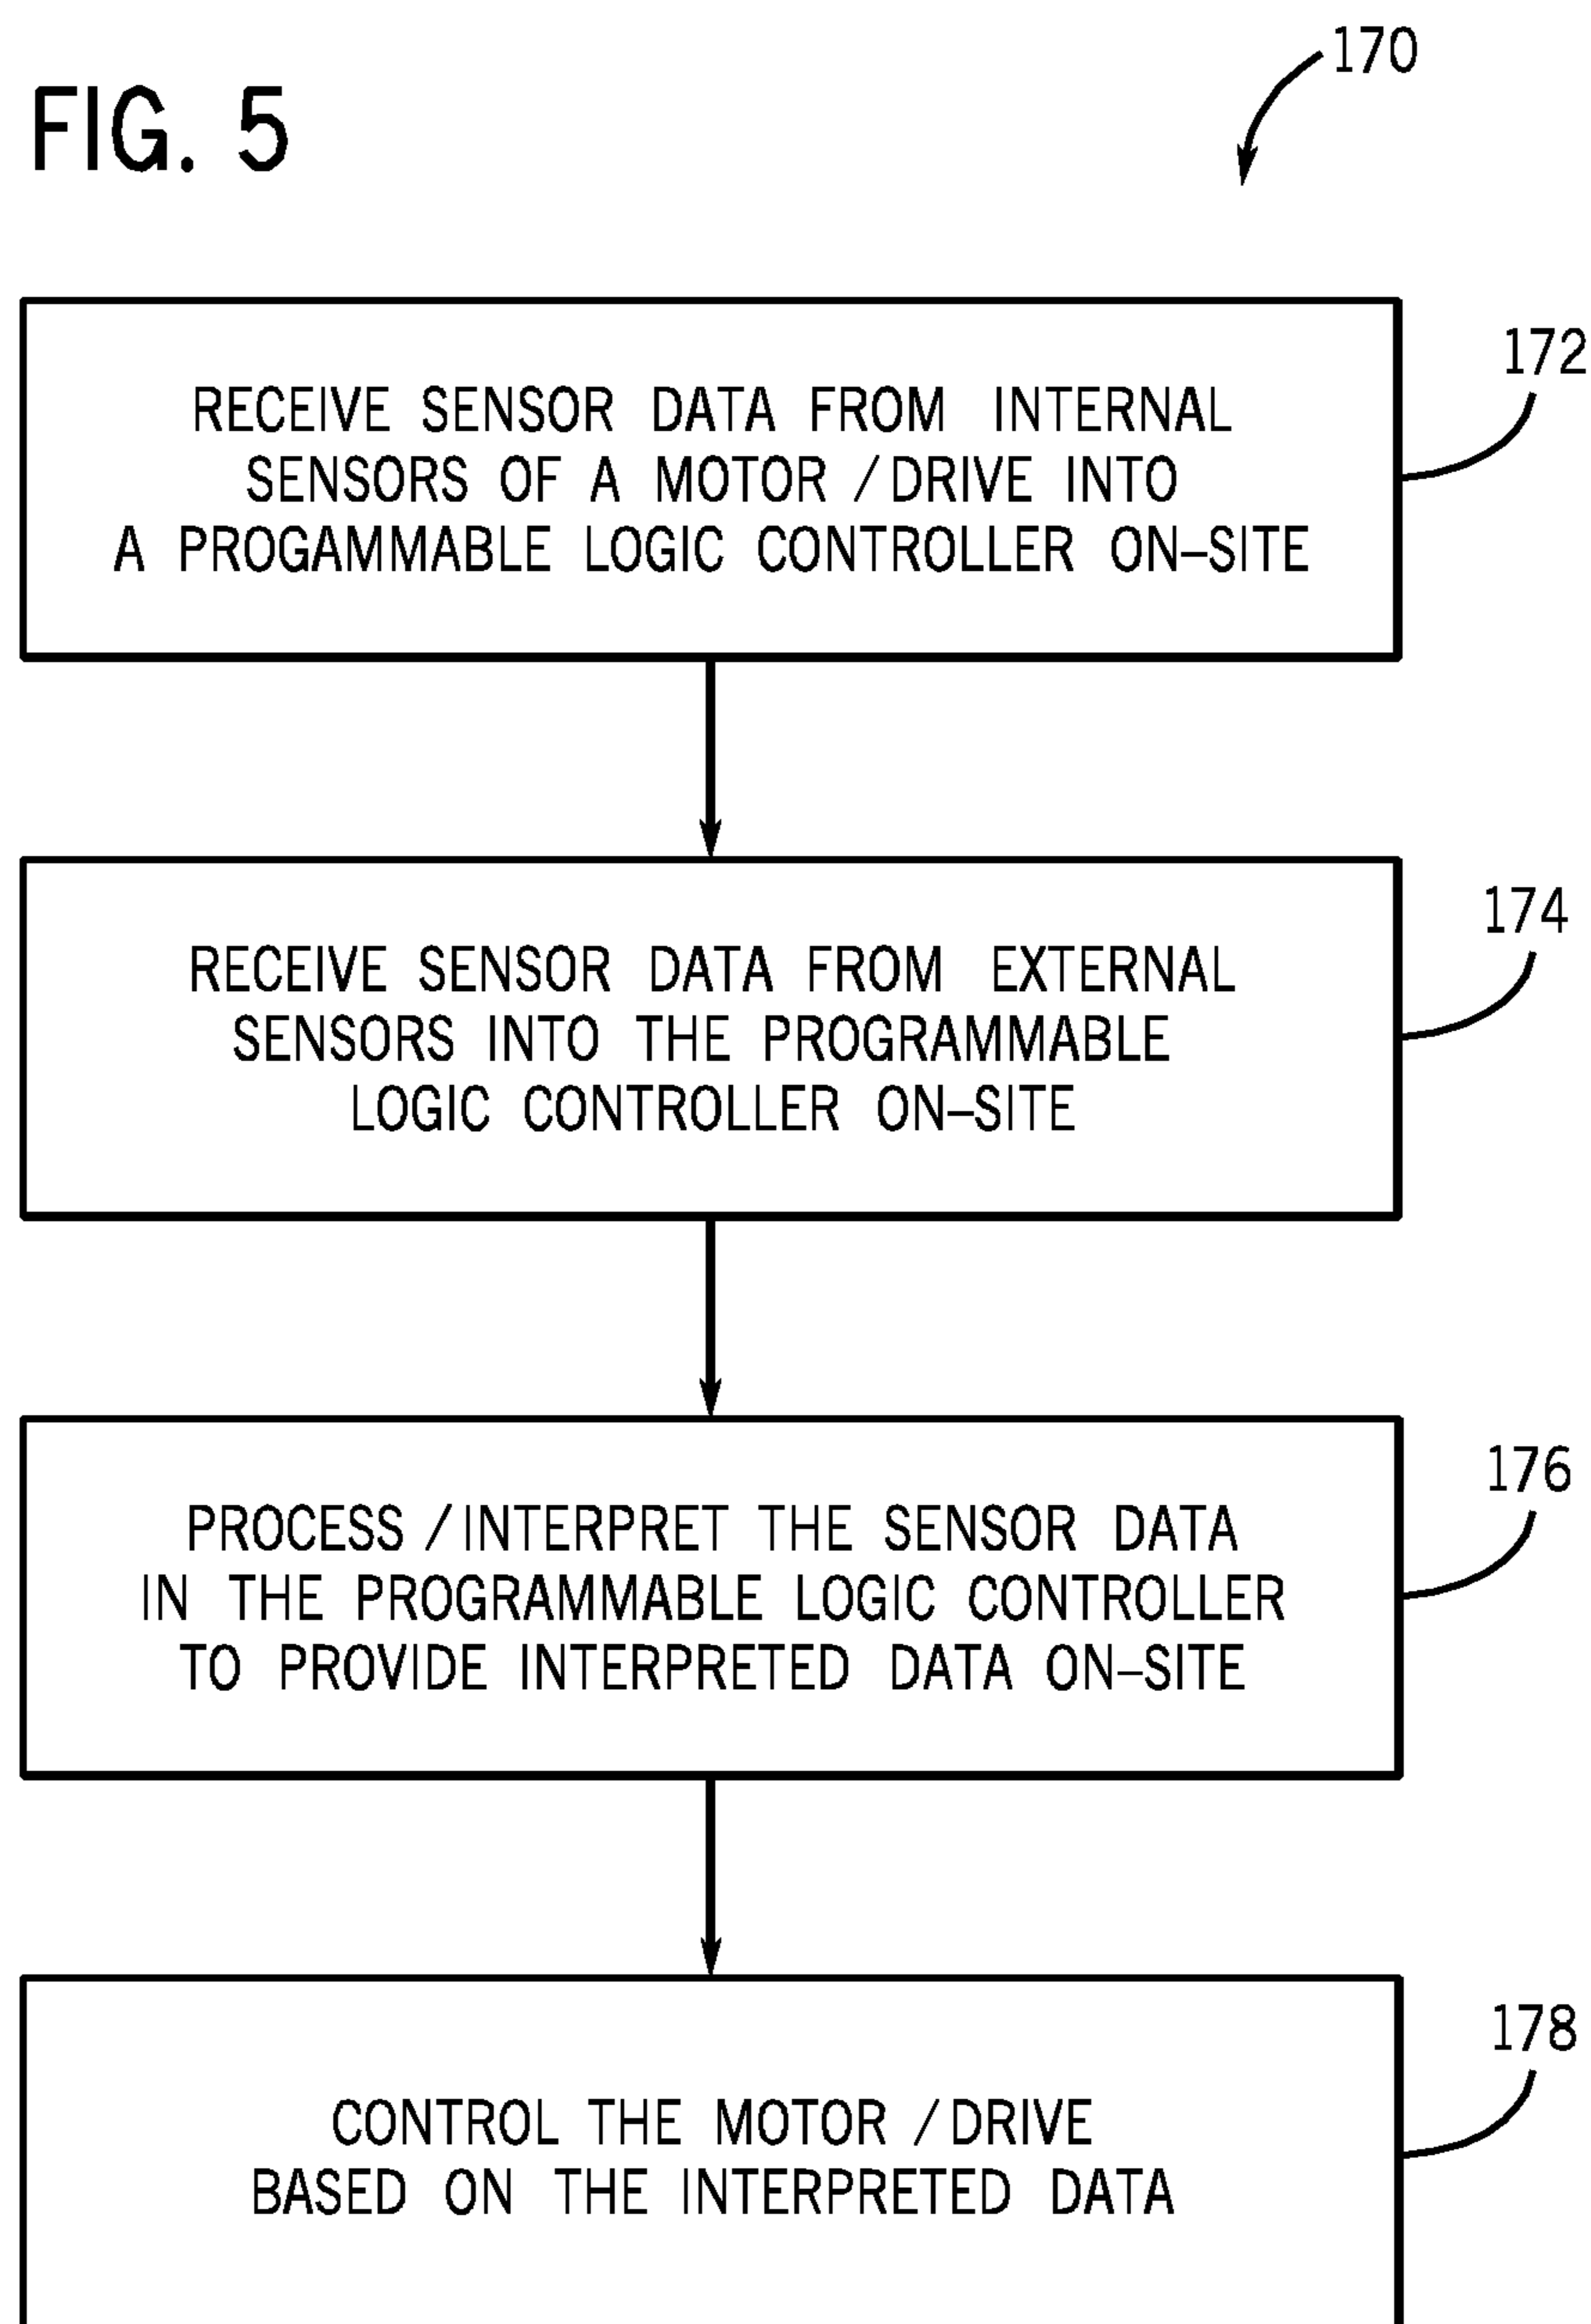 FIG. 5
170
172
RECEIVE SENSOR DATA FROM INTERNAL
SENSORS OF A MOTOR /DRIVE INTO
A PROGAMMABLE LOGIC CONTROLLER ON–SITE
174
RECEIVE SENSOR DATA FROM EXTERNAL
SENSORS INTO THE PROGRAMMABLE
LOGIC CONTROLLER ON–SITE
176
PROCESS /INTERPRET THE SENSOR DATA
IN THE PROGRAMMABLE LOGIC CONTROLLER
TO PROVIDE INTERPRETED DATA ON–SITE
178
CONTROL THE MOTOR /DRIVE
BASED ON THE INTERPRETED DATA